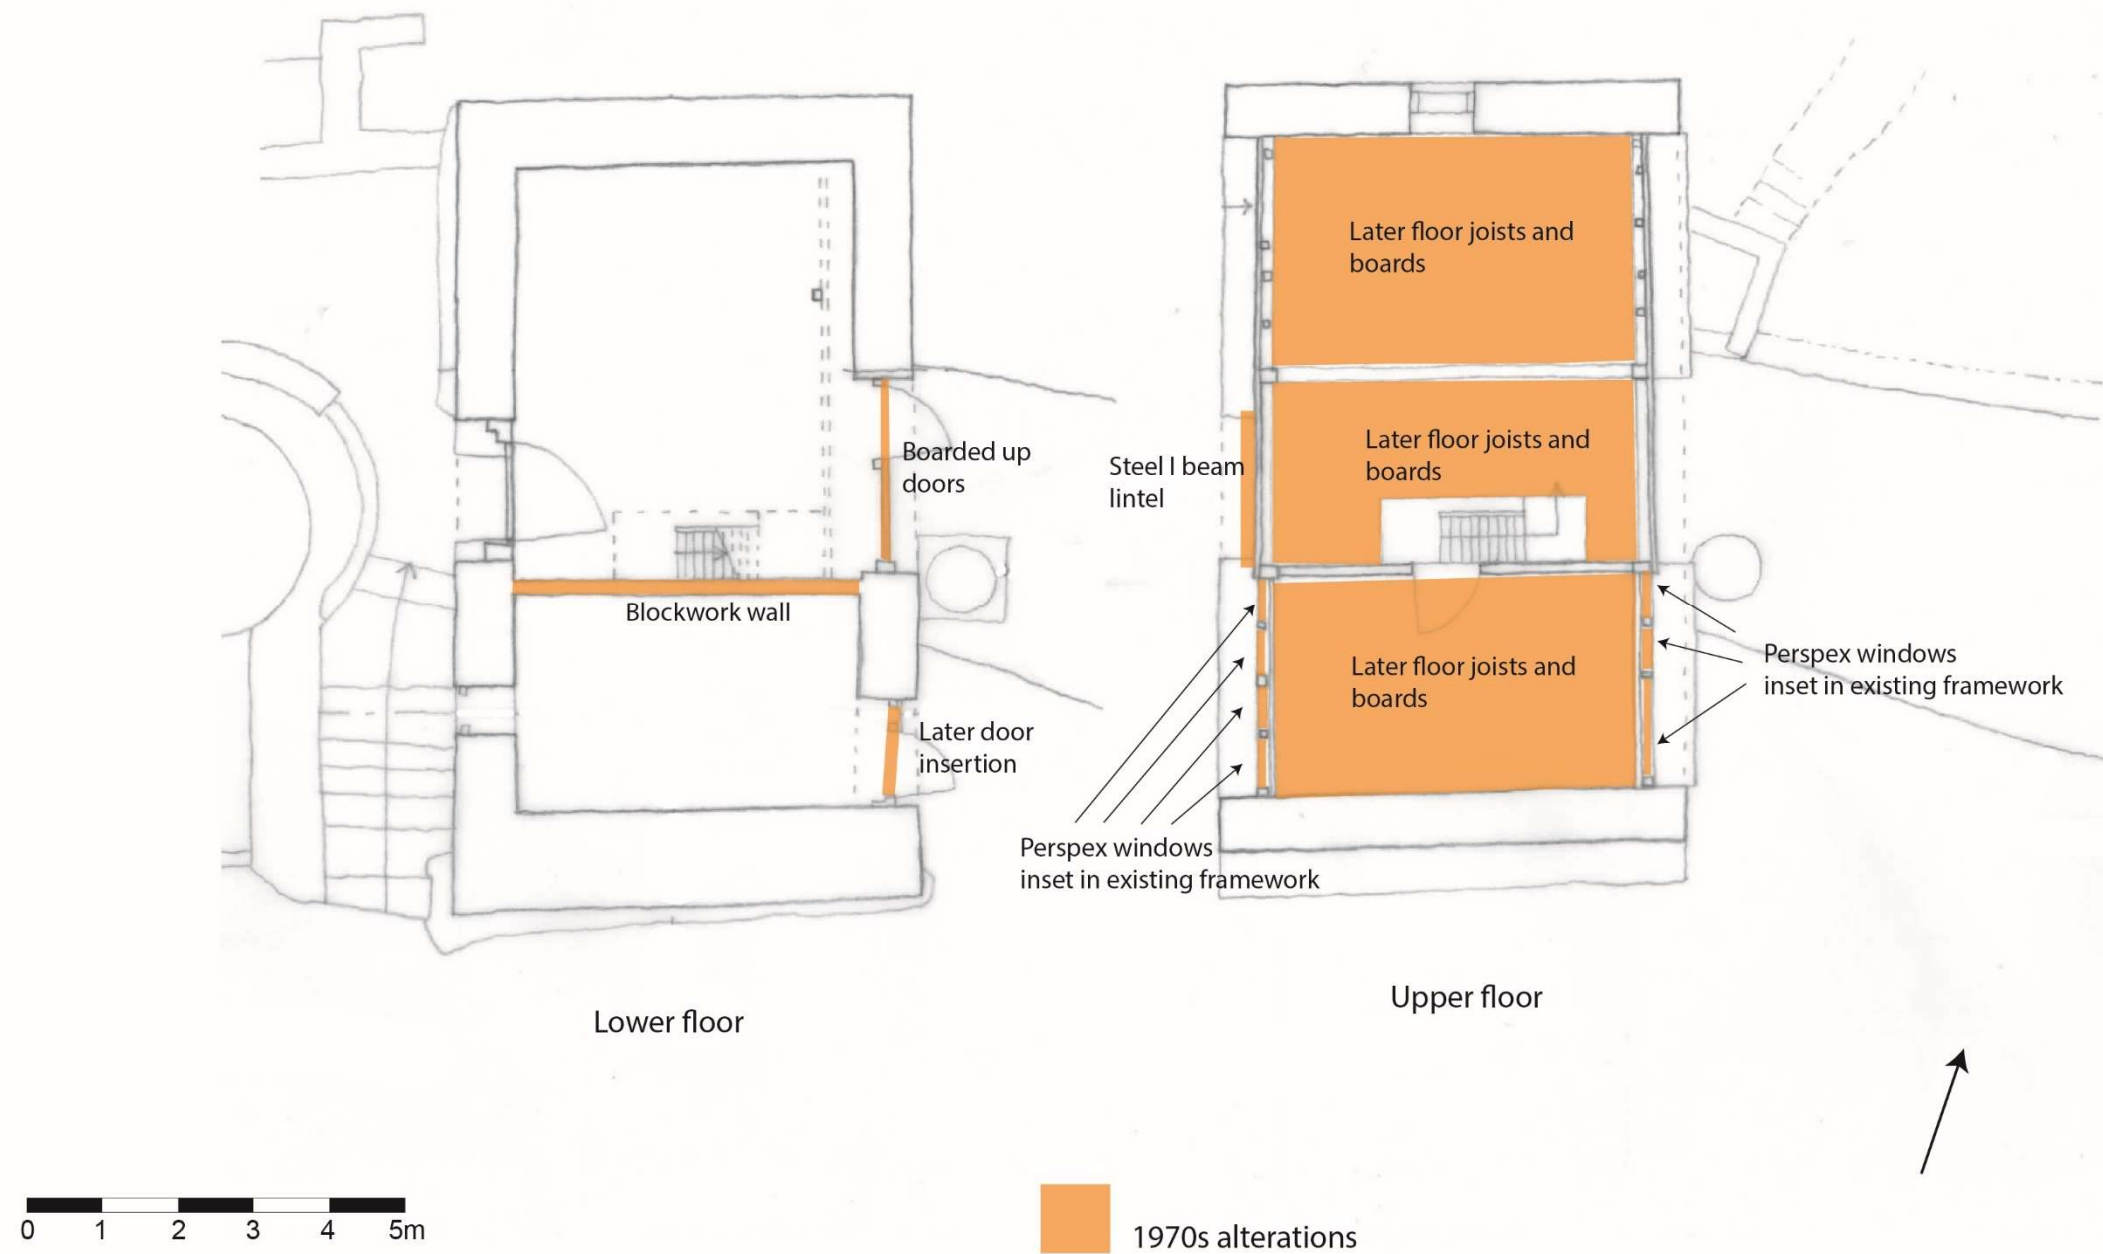 Later floor joists and
boards
Boarded up
doors
Steel I beam
lintel
Later floor joists and
boards
Blockwork wall
Later door
insertion
Later floor joists and
boards
Perspex windows
inset in existing framework
Perspex windows
inset in existing framework
Lower floor
Upper floor
0 1 2 3 4 5m
1970s alterations